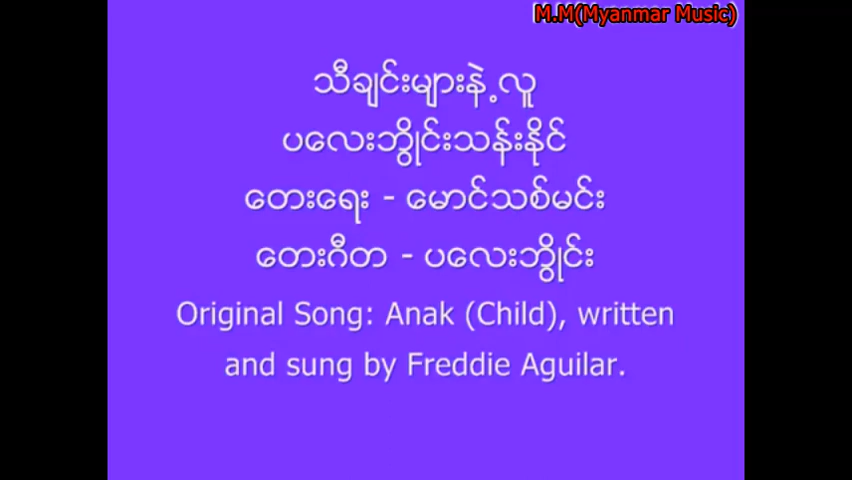 M.M(Myanmar Music)
သီချင်းများနဲ့လူ
ပလေးဘွိုင်းသန်းနိုင်
တေးရေး - မောင်သစ်မင်း
တေးဂီတ - ပလေးဘွိုင်း
Original Song: Anak (Child), written
and sung by Freddie Aguilar.